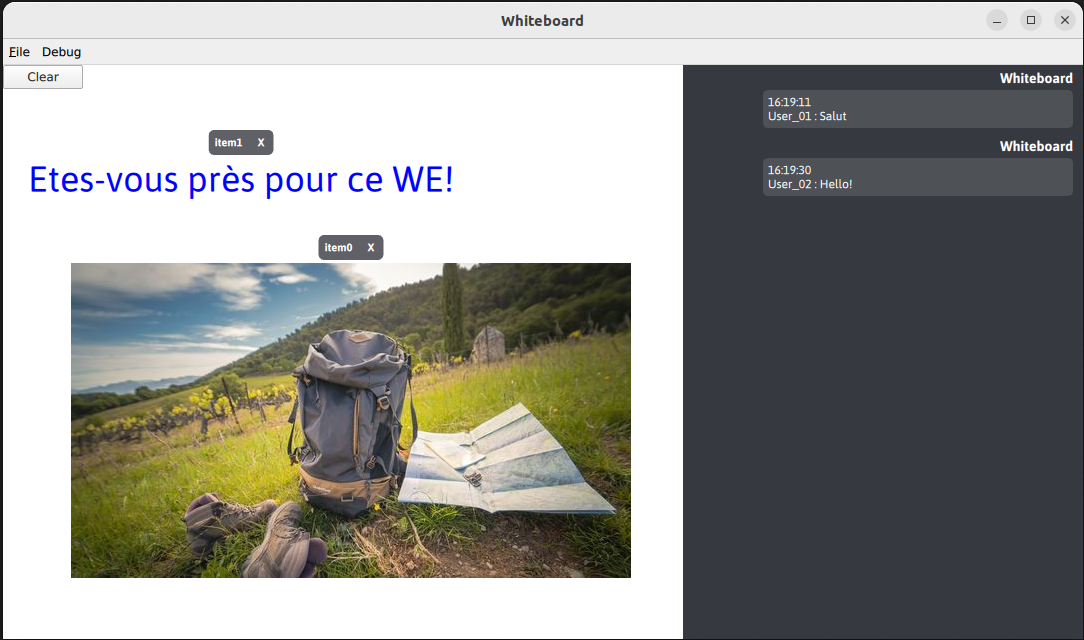 Whiteboard
File Debug
Clear
item1 X
Etes-vous près pour ce WE!
item0 X
Whiteboard
16:19:11
User_01 : Salut
Whiteboard
16:19:30
User_02 : Hello!